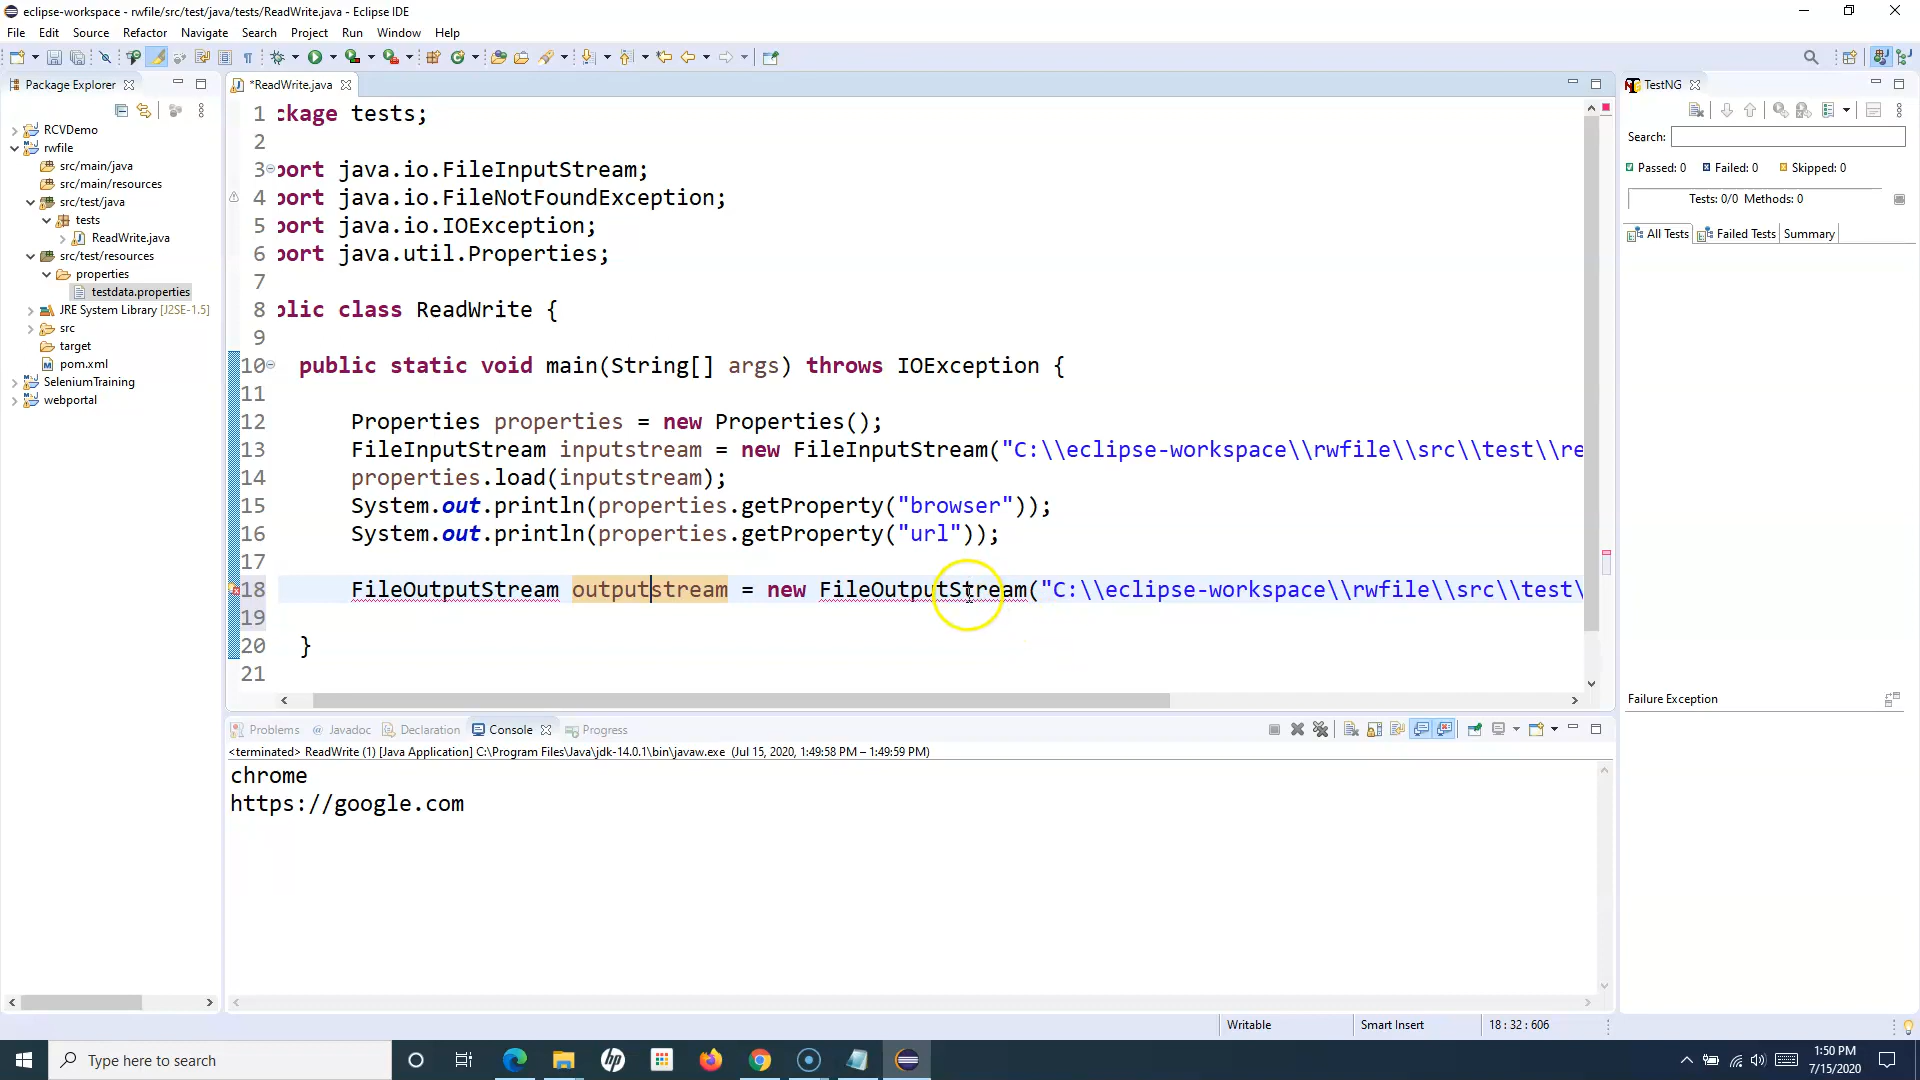 eclipse-workspace - rwfile/src/test/java/tests/ReadWrite.java - Eclipse IDE
File Edit Source Refactor Navigate Search Project Run Window Help
Package Explorer
RCVDemo
rwfile
src/main/java
src/main/resources
src/test/java
tests
ReadWrite.java
src/test/resources
properties
testdata.properties
JRE System Library [J2SE-1.5]
src
target
pom.xml
SeleniumTraining
webportal
*ReadWrite.java
1 ckage tests;
2
3 port java.io.FileInputStream;
4 port java.io.FileNotFoundException;
5 port java.io.IOException;
6 port java.util.Properties;
7
8 blic class ReadWrite {
9
10 public static void main(String[] args) throws IOException {
11
12 Properties properties = new Properties();
13 FileInputStream inputstream = new FileInputStream("C:\\eclipse-workspace\\rwfile\\src\\test\\re
14 properties.load(inputstream);
15 System.out.println(properties.getProperty("browser"));
16 System.out.println(properties.getProperty("url"));
17
18 FileOutputStream outputstream = new FileOutputStream("C:\\eclipse-workspace\\rwfile\\src\\test\
19
20 }
21
Problems @ Javadoc Declaration Console Progress
<terminated> ReadWrite (1) [Java Application] C:\Program Files\Java\jdk-14.0.1\bin\javaw.exe (Jul 15, 2020, 1:49:58 PM – 1:49:59 PM)
chrome
https://google.com
TestNG
Search:
Passed: 0 Failed: 0 Skipped: 0
Tests: 0/0 Methods: 0
All Tests Failed Tests Summary
Failure Exception
Writable Smart Insert 18 : 32 : 606
Type here to search
hp
1:50 PM
7/15/2020